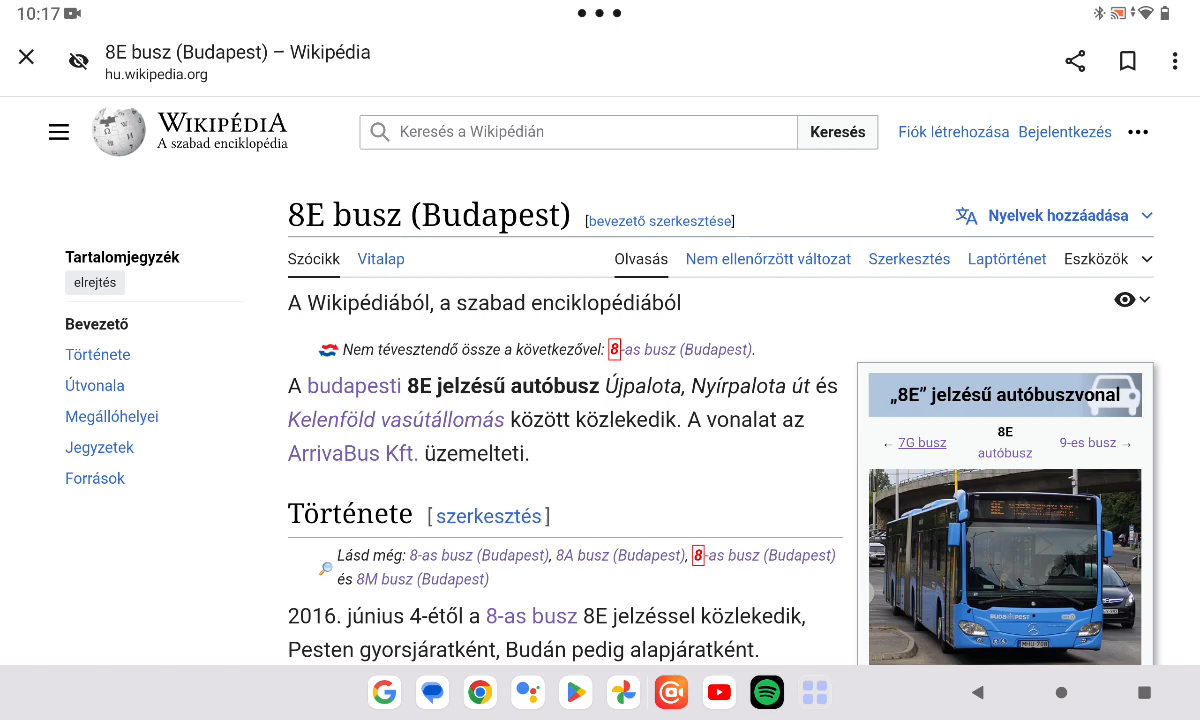 10:17
8E busz (Budapest) – Wikipédia
hu.wikipedia.org
WIKIPÉDIA
A szabad enciklopédia
Keresés a Wikipédián
Keresés
Fiók létrehozása Bejelentkezés
8E busz (Budapest) [bevezető szerkesztése]
Nyelvek hozzáadása
Szócikk Vitalap
Olvasás Nem ellenőrzött változat Szerkesztés Laptörténet Eszközök
Tartalomjegyzék
elrejtés
Bevezető
Története
Útvonala
Megállóhelyei
Jegyzetek
Források
A Wikipédiából, a szabad enciklopédiából
Nem tévesztendő össze a következővel: 8-as busz (Budapest).
A budapesti 8E jelzésű autóbusz Újpalota, Nyírpalota út és
Kelenföld vasútállomás között közlekedik. A vonalat az
ArrivaBus Kft. üzemelteti.
Története [szerkesztés]
Lásd még: 8-as busz (Budapest), 8A busz (Budapest), 8-as busz (Budapest)
és 8M busz (Budapest)
2016. június 4-étől a 8-as busz 8E jelzéssel közlekedik,
Pesten gyorsjáratként, Budán pedig alapjáratként.
„8E” jelzésű autóbuszvonal
← 7G busz
8E
autóbusz
9-es busz →
8E
BUDAPEST